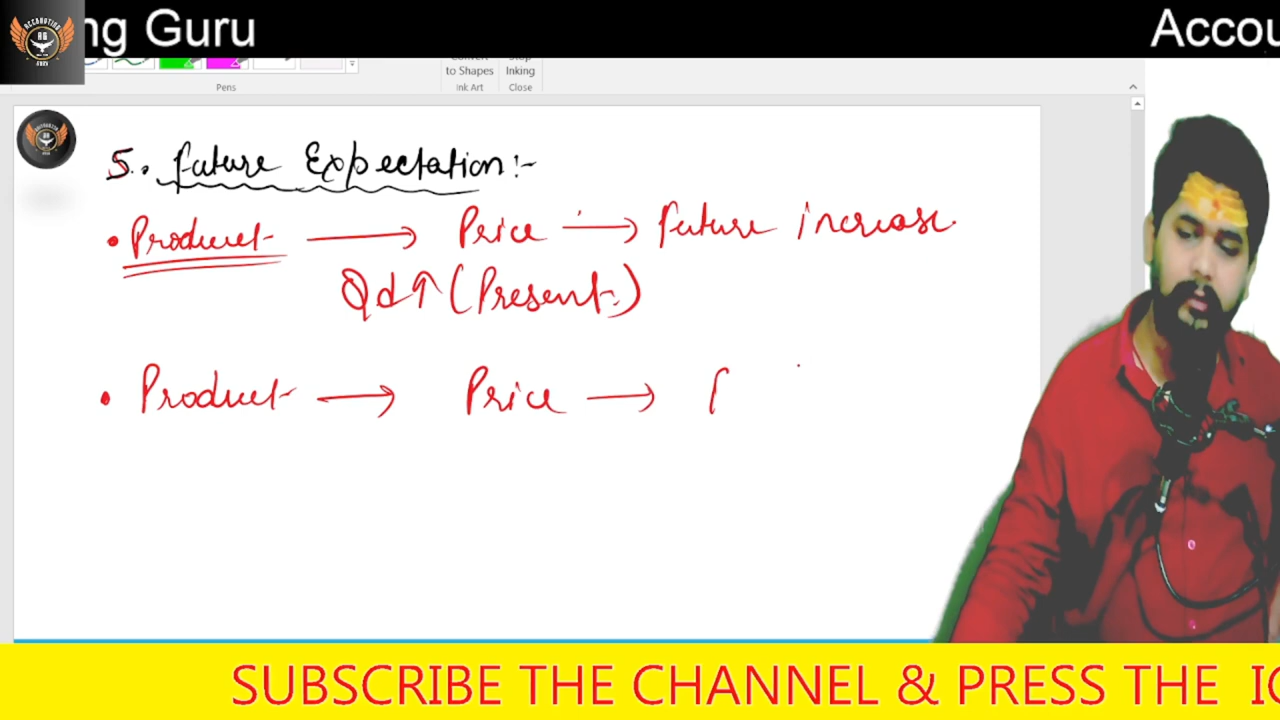 ng Guru Accou
to Shapes Inking
Pens Ink Art Close
5. Future Expectation :-
• Product → Price → Future increase
Qd↑ (Present)
• Product → Price → F
SUBSCRIBE THE CHANNEL & PRESS THE IC